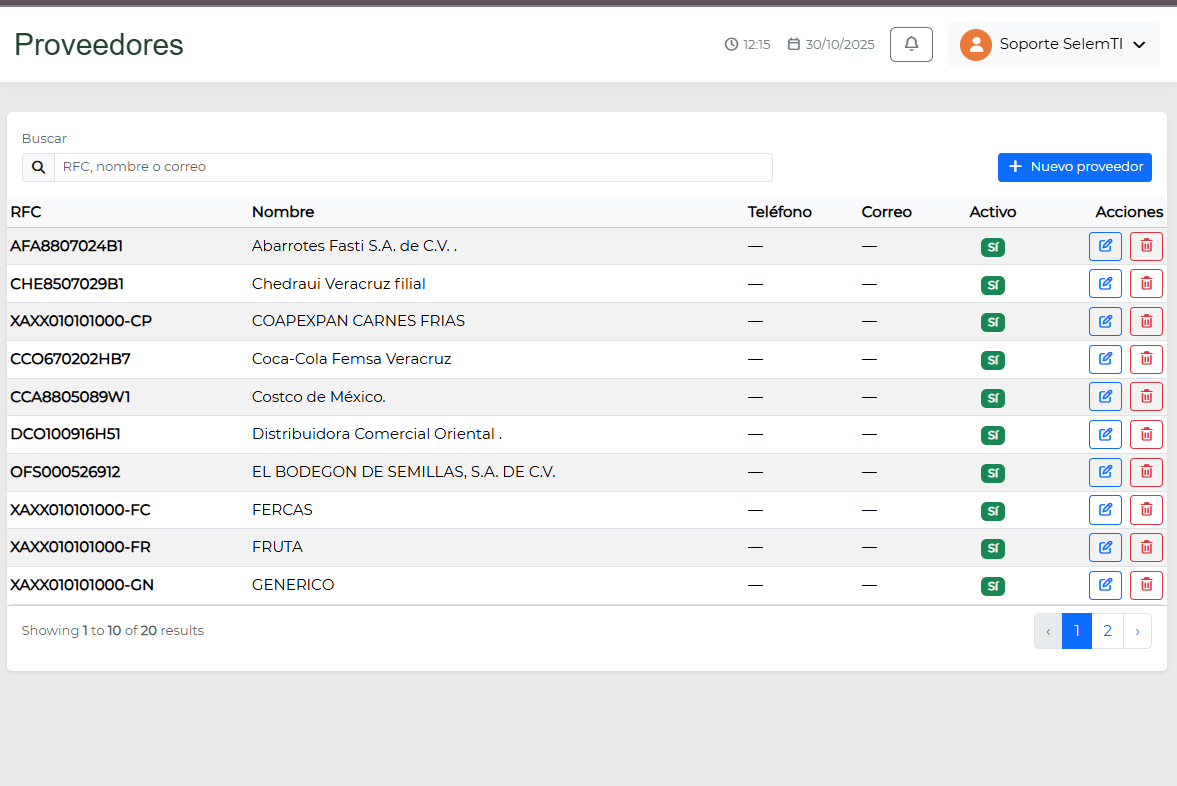 Proveedores
12:15 30/10/2025 Soporte SelemTI
Buscar
RFC, nombre o correo
Nuevo proveedor
RFC Nombre Teléfono Correo Activo Acciones
AFA8807024B1 Abarrotes Fasti S.A. de C.V. . — — Sí
CHE8507029B1 Chedraui Veracruz filial — — Sí
XAXX010101000-CP COAPEXPAN CARNES FRIAS — — Sí
CCO670202HB7 Coca-Cola Femsa Veracruz — — Sí
CCA8805089W1 Costco de México. — — Sí
DCO100916H51 Distribuidora Comercial Oriental . — — Sí
OFS000526912 EL BODEGON DE SEMILLAS, S.A. DE C.V. — — Sí
XAXX010101000-FC FERCAS — — Sí
XAXX010101000-FR FRUTA — — Sí
XAXX010101000-GN GENERICO — — Sí
Showing 1 to 10 of 20 results ‹ 1 2 ›